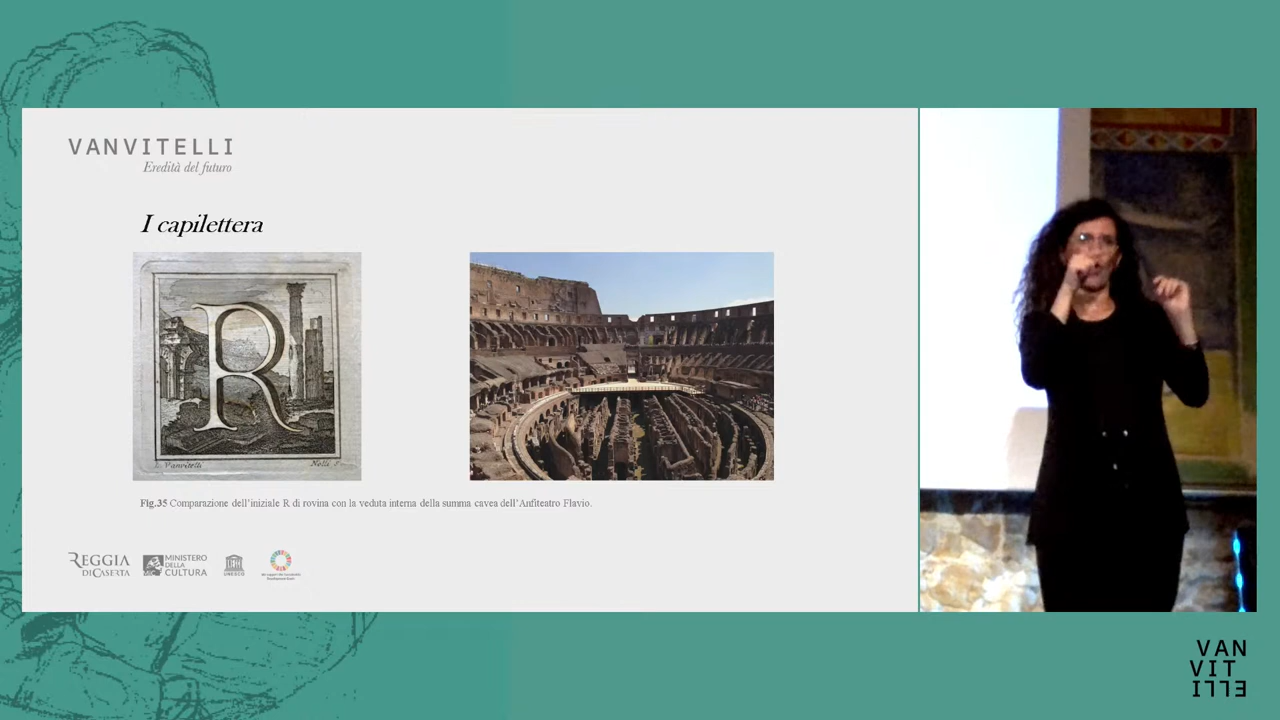 VANVITELLI
Eredità del futuro
I capilettera
R
L. Vanvitelli
Nolli
Fig.35 Comparazione dell'iniziale R di rovina con la veduta interna della summa cavea dell'Anfiteatro Flavio.
REGGIA
DI CASERTA
MINISTERO
DELLA
CULTURA
UNESCO
VAN
VIT
ELLI